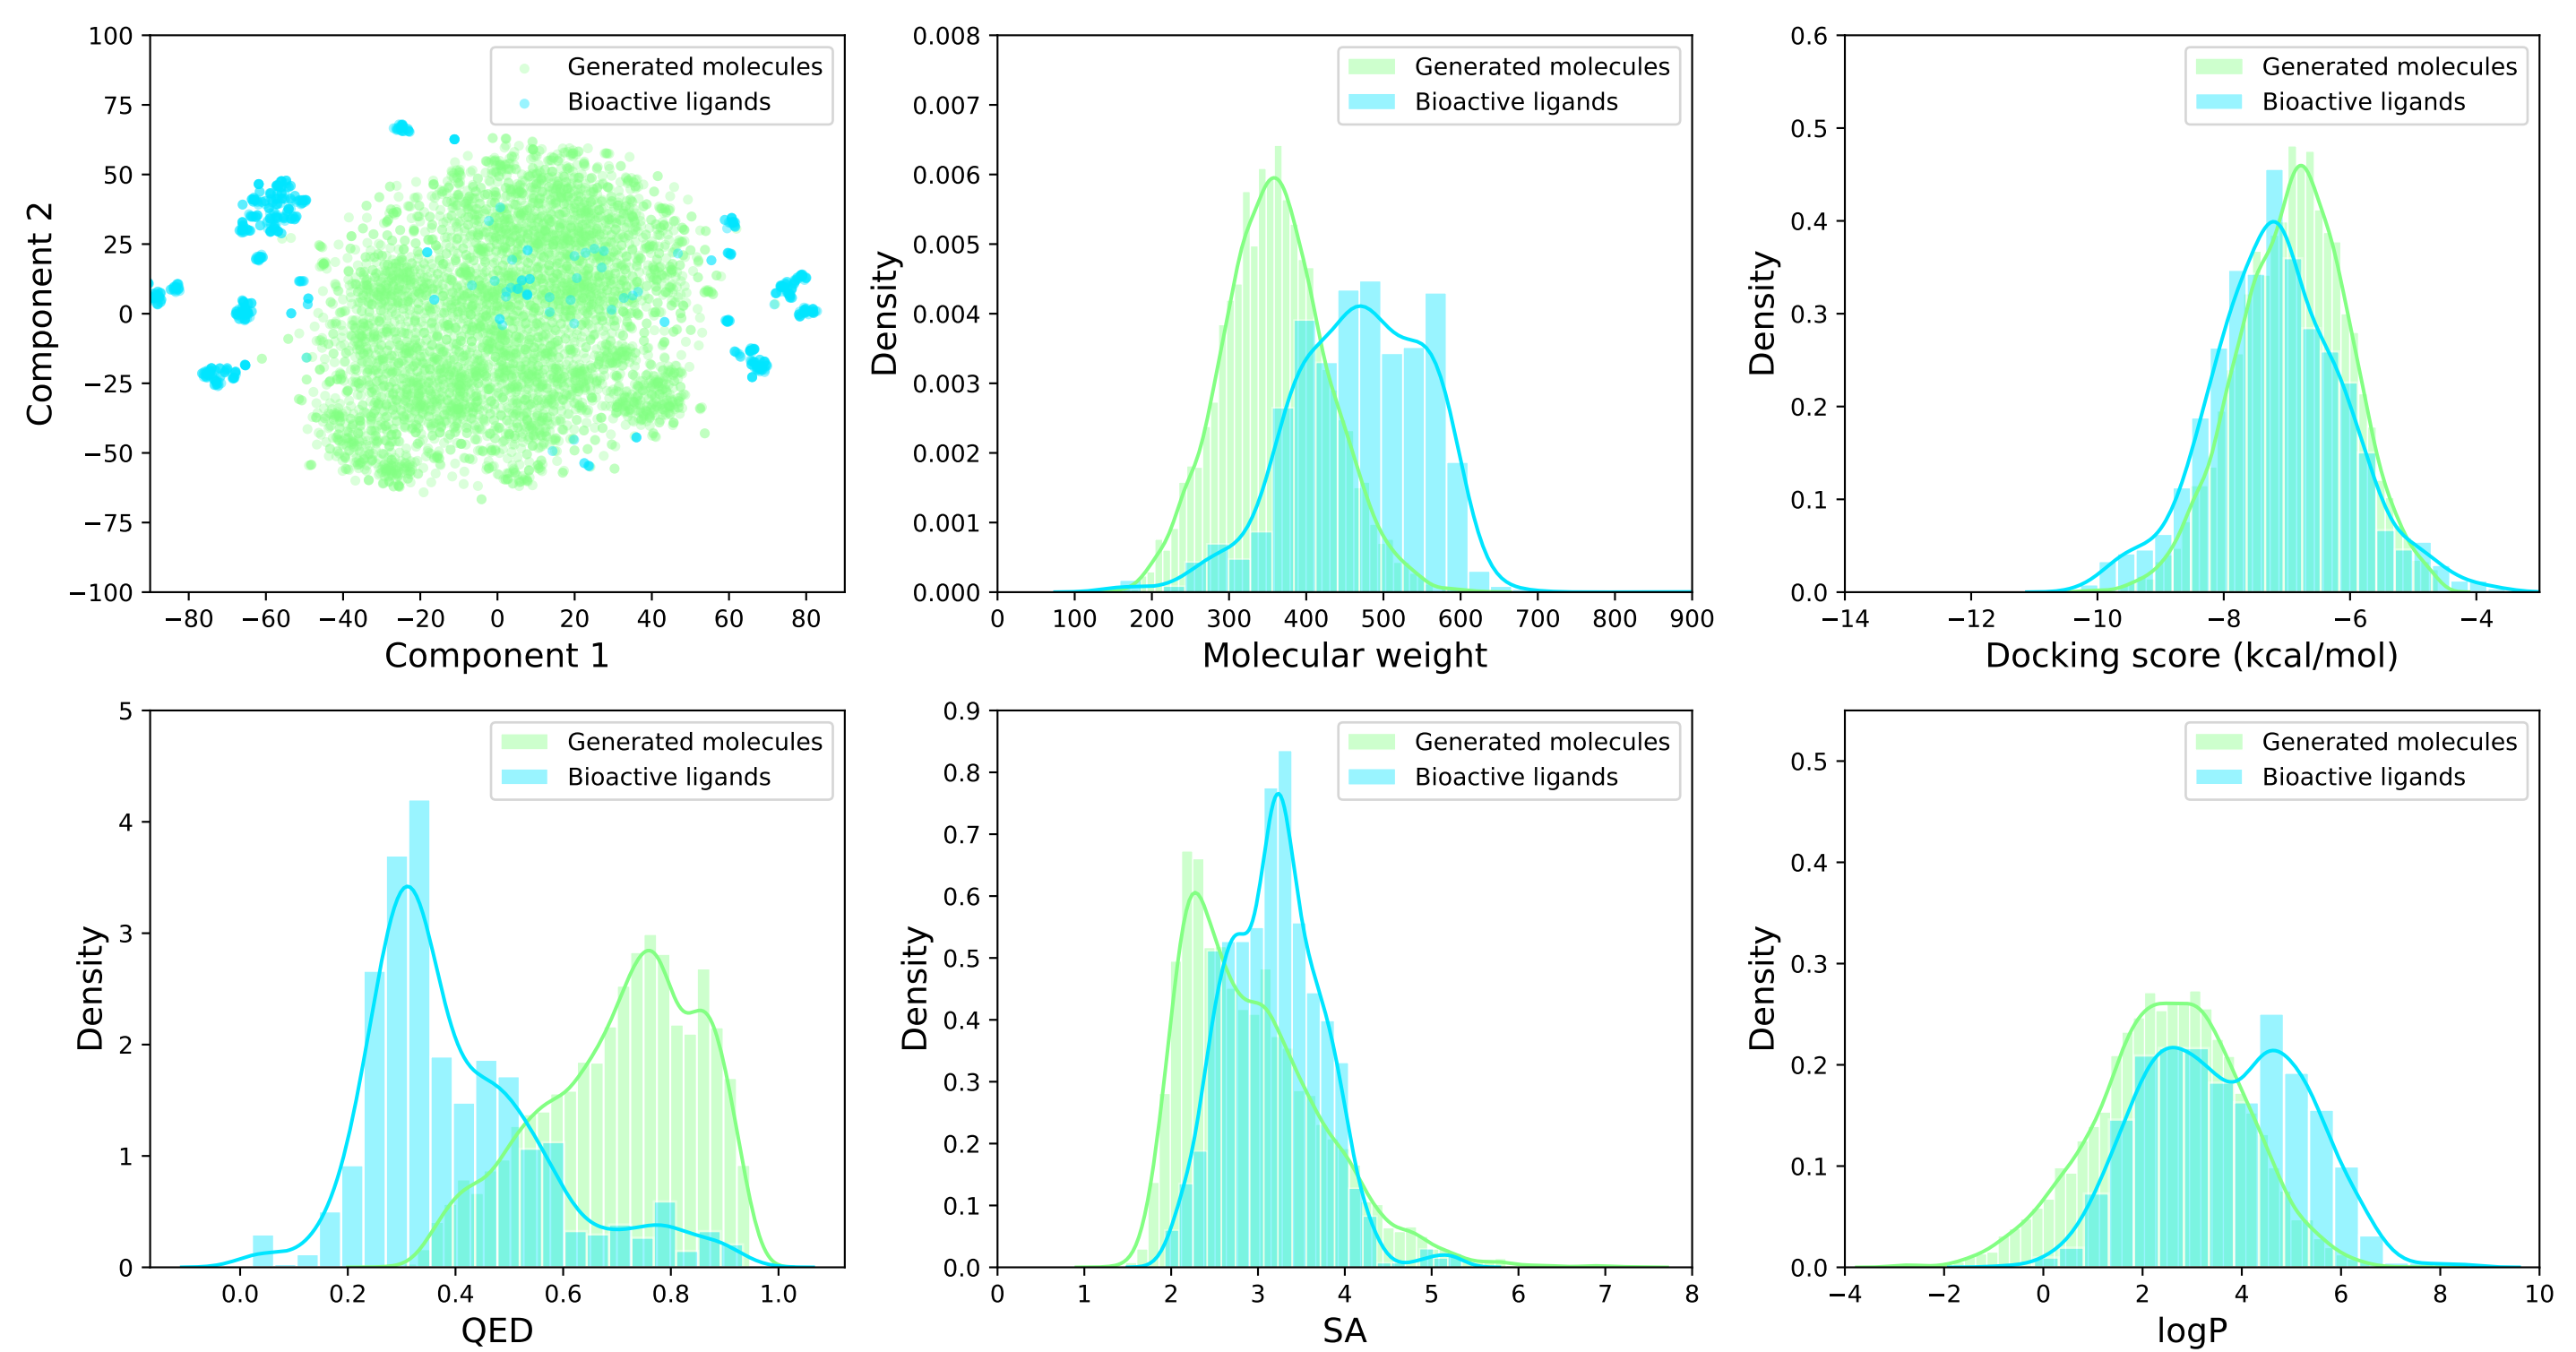 100
75
50
25
0
−25
−50
−75
−100
Component 2
−80 −60 −40 −20 0 20 40 60 80
Component 1
Generated molecules
Bioactive ligands
0.008
0.007
0.006
0.005
0.004
0.003
0.002
0.001
0.000
Density
0 100 200 300 400 500 600 700 800 900
Molecular weight
Generated molecules
Bioactive ligands
0.6
0.5
0.4
0.3
0.2
0.1
0.0
Density
−14 −12 −10 −8 −6 −4
Docking score (kcal/mol)
Generated molecules
Bioactive ligands
5
4
3
2
1
0
Density
0.0 0.2 0.4 0.6 0.8 1.0
QED
Generated molecules
Bioactive ligands
0.9
0.8
0.7
0.6
0.5
0.4
0.3
0.2
0.1
0.0
Density
0 1 2 3 4 5 6 7 8
SA
Generated molecules
Bioactive ligands
0.5
0.4
0.3
0.2
0.1
0.0
Density
−4 −2 0 2 4 6 8 10
logP
Generated molecules
Bioactive ligands